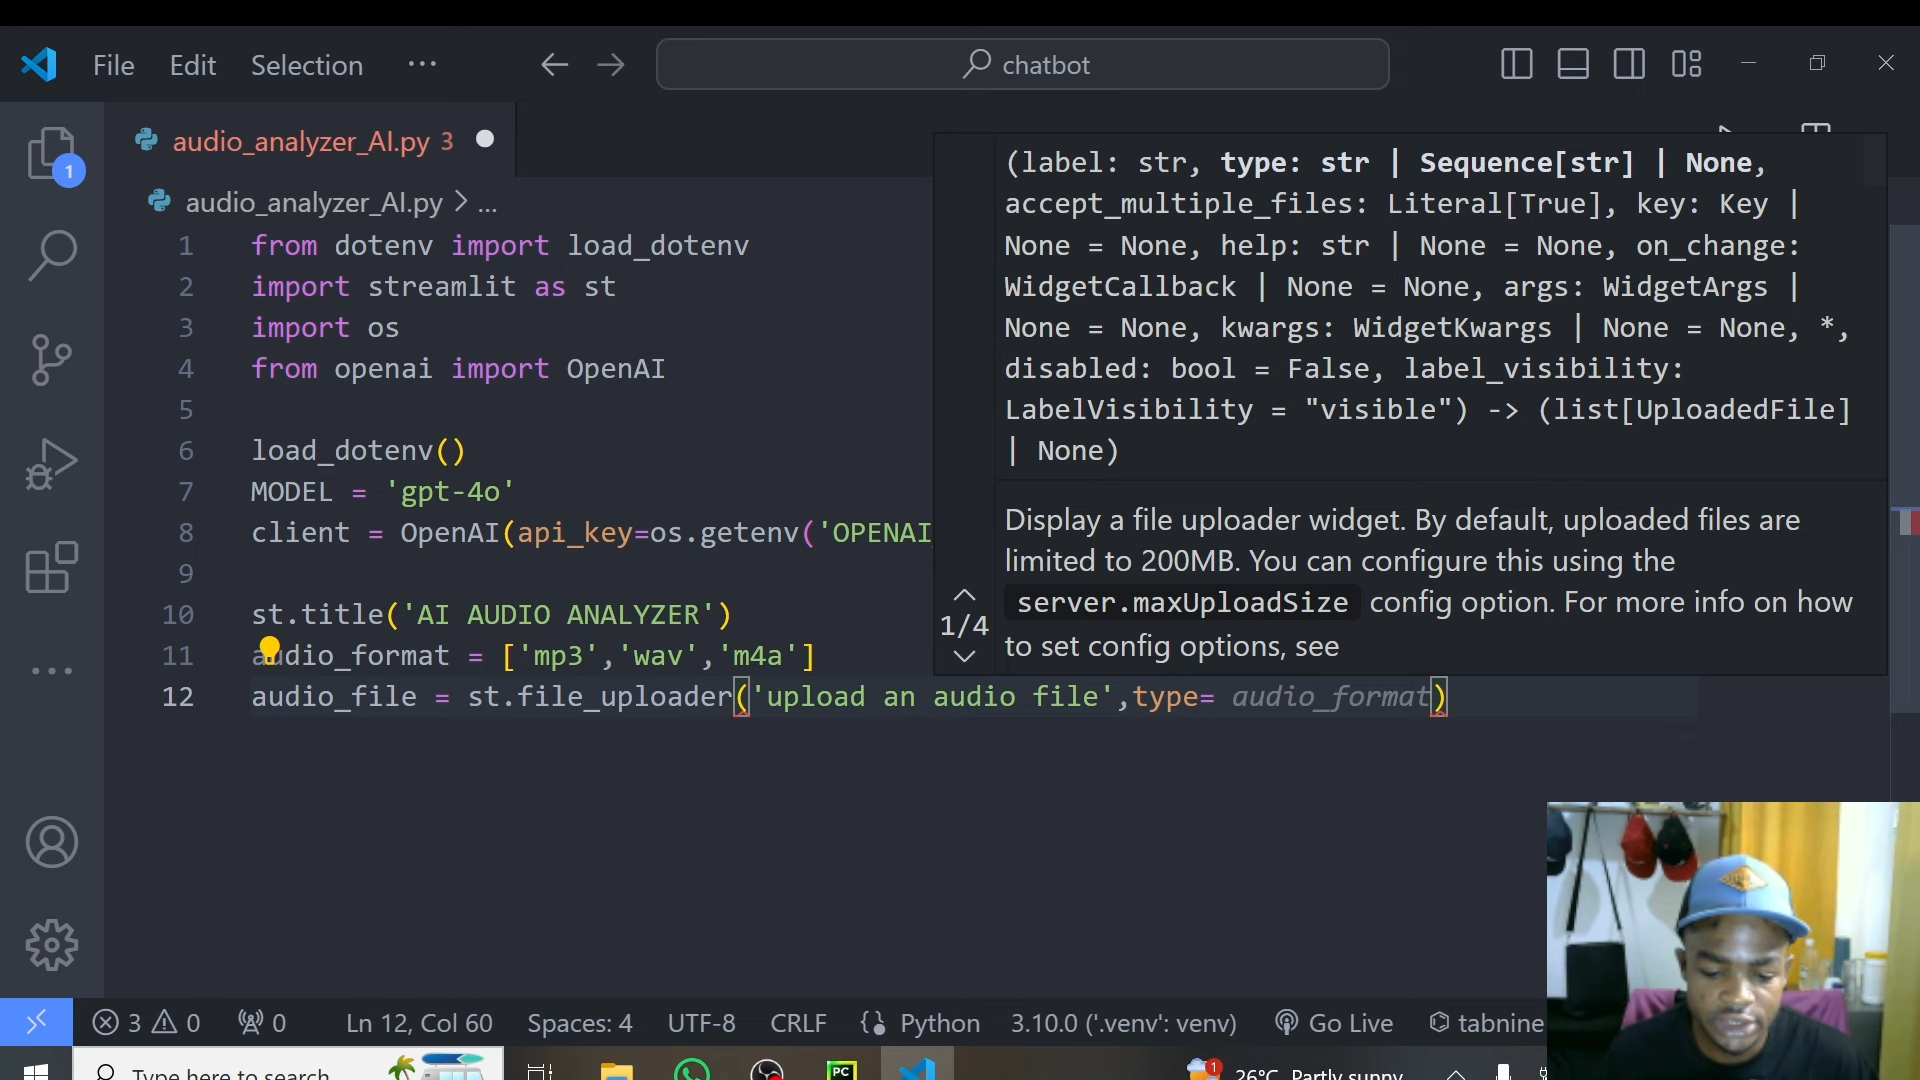 File Edit Selection ··· chatbot
audio_analyzer_AI.py 3
audio_analyzer_AI.py > ...
1 from dotenv import load_dotenv
2 import streamlit as st
3 import os
4 from openai import OpenAI
5
6 load_dotenv()
7 MODEL = 'gpt-4o'
8 client = OpenAI(api_key=os.getenv('OPENAI
9
10 st.title('AI AUDIO ANALYZER')
11 audio_format = ['mp3','wav','m4a']
12 audio_file = st.file_uploader('upload an audio file',type= audio_format)
(label: str, type: str | Sequence[str] | None,
accept_multiple_files: Literal[True], key: Key |
None = None, help: str | None = None, on_change:
WidgetCallback | None = None, args: WidgetArgs |
None = None, kwargs: WidgetKwargs | None = None, *,
disabled: bool = False, label_visibility:
LabelVisibility = "visible") -> (list[UploadedFile]
| None)
Display a file uploader widget. By default, uploaded files are
limited to 200MB. You can configure this using the
server.maxUploadSize config option. For more info on how
to set config options, see
1/4
1
3 0 0 Ln 12, Col 60 Spaces: 4 UTF-8 CRLF Python 3.10.0 ('.venv': venv) Go Live tabnine
Type here to search PC 1 26°C Partly sunny